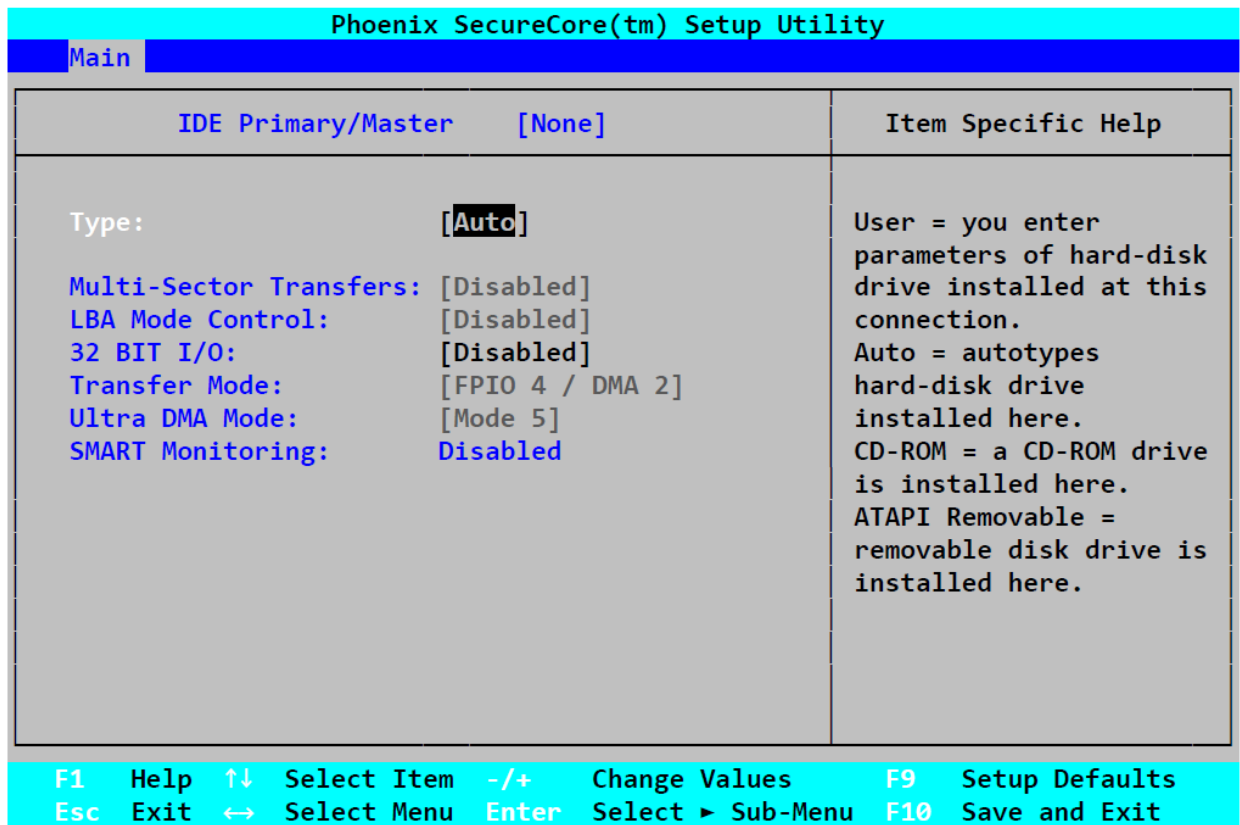 Phoenix SecureCore(tm) Setup Utility
Main
IDE Primary/Master [None]
Item Specific Help
Type: [Auto]
Multi-Sector Transfers: [Disabled]
LBA Mode Control: [Disabled]
32 BIT I/O: [Disabled]
Transfer Mode: [FPIO 4 / DMA 2]
Ultra DMA Mode: [Mode 5]
SMART Monitoring: Disabled
User = you enter
parameters of hard-disk
drive installed at this
connection.
Auto = autotypes
hard-disk drive
installed here.
CD-ROM = a CD-ROM drive
is installed here.
ATAPI Removable =
removable disk drive is
installed here.
F1 Help ↑↓ Select Item -/+ Change Values F9 Setup Defaults
Esc Exit ↔ Select Menu Enter Select ► Sub-Menu F10 Save and Exit